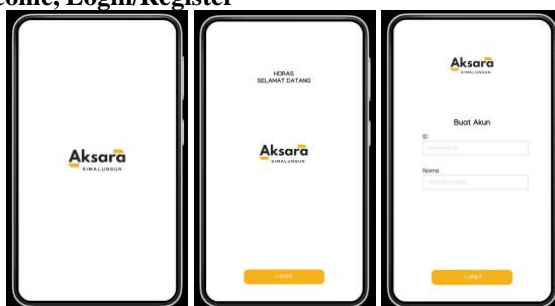 come, Login/Register
Aksara
SIMALUNGUN
HORAS
SELAMAT DATANG
Aksara
SIMALUNGUN
Lanjut
Aksara
SIMALUNGUN
Buat Akun
ID
Nama
Lanjut